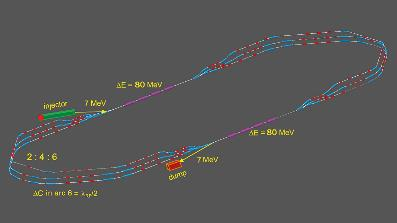 ΔE = 80 MeV
injector
7 MeV
ΔE = 80 MeV
2 : 4 : 6
7 MeV
dump
ΔC in arc 6 = λRF/2